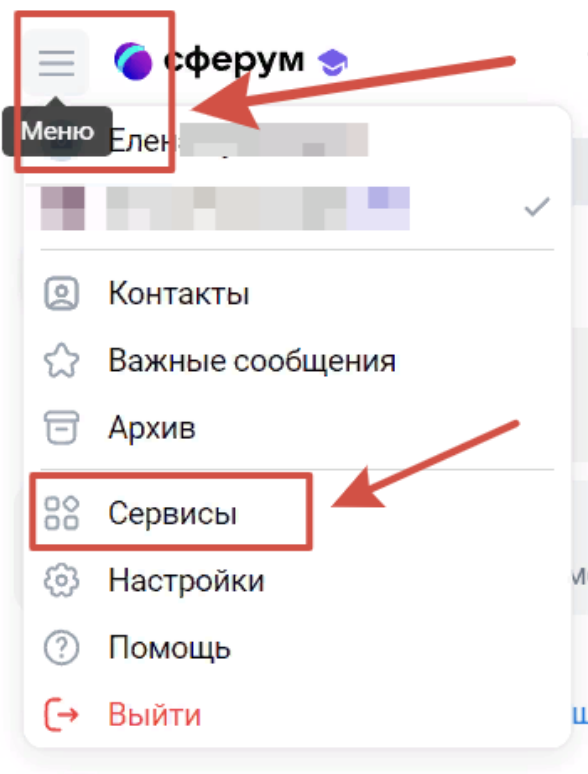 сферум
Меню
Контакты
Важные сообщения
Архив
Сервисы
Настройки
Помощь
Выйти